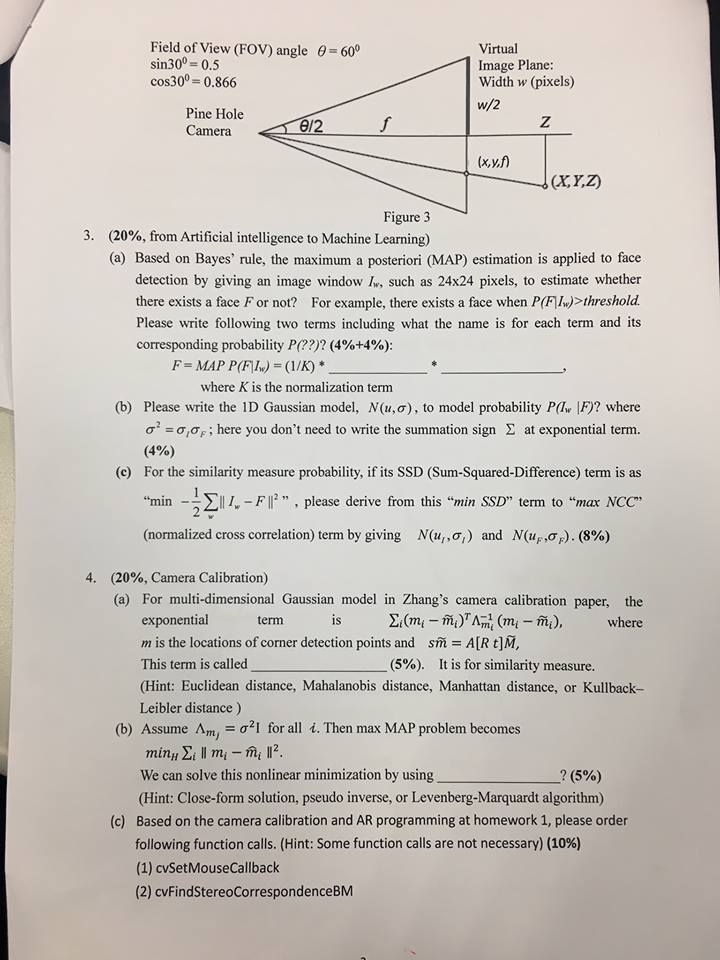 Field of View (FOV) angle θ = 60⁰
sin30⁰ = 0.5
cos30⁰ = 0.866
Pine Hole
Camera
θ/2
f
Virtual
Image Plane:
Width w (pixels)
w/2
Z
(x,y,f)
(X,Y,Z)
Figure 3
3. (20%, from Artificial intelligence to Machine Learning)
(a) Based on Bayes' rule, the maximum a posteriori (MAP) estimation is applied to face
detection by giving an image window I_w, such as 24x24 pixels, to estimate whether
there exists a face F or not? For example, there exists a face when P(F|I_w)>threshold.
Please write following two terms including what the name is for each term and its
corresponding probability P(??)? (4%+4%):
F = MAP P(F|I_w) = (1/K) * ______________ * __________________,
where K is the normalization term
(b) Please write the 1D Gaussian model, N(u,σ), to model probability P(I_w |F)? where
σ² = σ_Iσ_F; here you don't need to write the summation sign Σ at exponential term.
(4%)
(c) For the similarity measure probability, if its SSD (Sum-Squared-Difference) term is as
"min −1/2 Σ_w || I_w − F ||² ", please derive from this "min SSD" term to "max NCC"
(normalized cross correlation) term by giving N(u_I,σ_I) and N(u_F,σ_F). (8%)
4. (20%, Camera Calibration)
(a) For multi-dimensional Gaussian model in Zhang's camera calibration paper, the
exponential term is Σ_i(m_i − m̃_i)ᵀΛ_{m_i}⁻¹(m_i − m̃_i), where
m is the locations of corner detection points and sm̃ = A[R t]M̃,
This term is called __________________ (5%). It is for similarity measure.
(Hint: Euclidean distance, Mahalanobis distance, Manhattan distance, or Kullback–
Leibler distance )
(b) Assume Λ_{m_j} = σ²I for all i. Then max MAP problem becomes
min_H Σ_i ‖ m_i − m̂_i ‖².
We can solve this nonlinear minimization by using ________________? (5%)
(Hint: Close-form solution, pseudo inverse, or Levenberg-Marquardt algorithm)
(c) Based on the camera calibration and AR programming at homework 1, please order
following function calls. (Hint: Some function calls are not necessary) (10%)
(1) cvSetMouseCallback
(2) cvFindStereoCorrespondenceBM